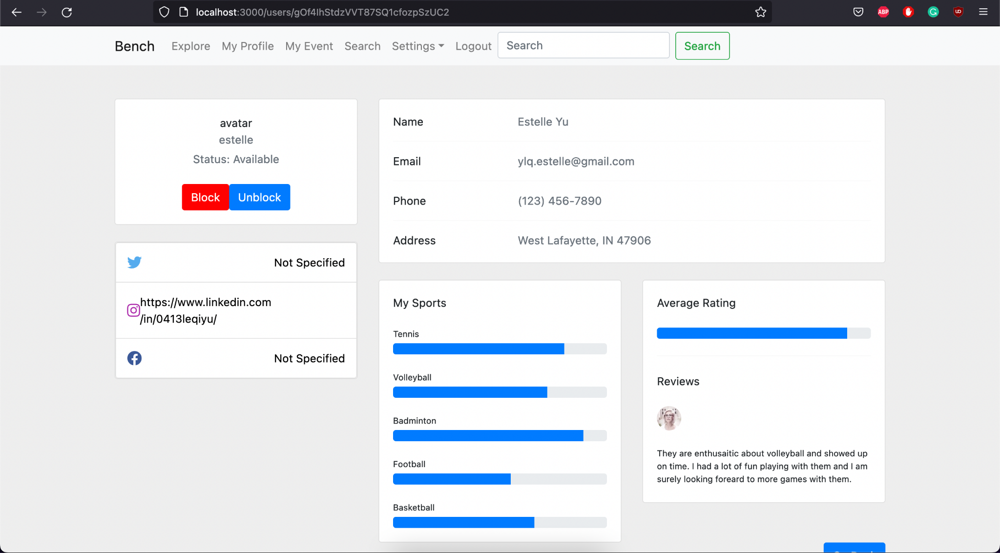 localhost:3000/users/gOf4IhStdzVVT87SQ1cfozpSzUC2
ABP
Bench Explore My Profile My Event Search Settings Logout Search Search
avatar
estelle
Status: Available
Block Unblock
Not Specified
https://www.linkedin.com
/in/0413leqiyu/
Not Specified
Name Estelle Yu
Email ylq.estelle@gmail.com
Phone (123) 456-7890
Address West Lafayette, IN 47906
My Sports
Tennis
Volleyball
Badminton
Football
Basketball
Average Rating
Reviews
They are enthusaitic about volleyball and showed up
on time. I had a lot of fun playing with them and I am
surely looking foreard to more games with them.